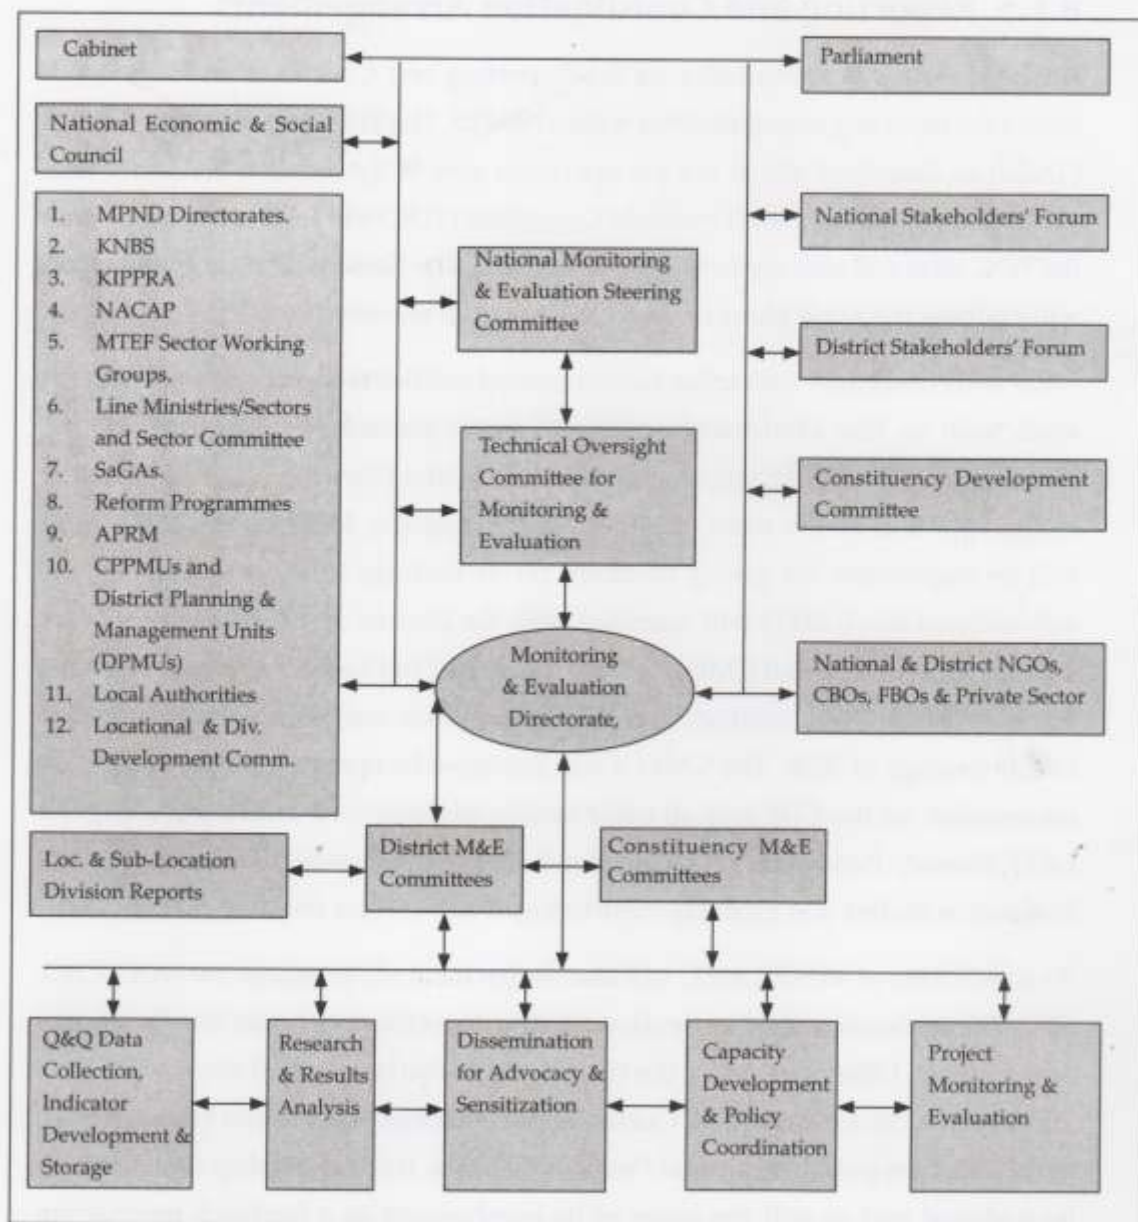 Cabinet
Parliament
National Economic & Social
Council
1. MPND Directorates.
2. KNBS
3. KIPPRA
4. NACAP
5. MTEF Sector Working
Groups.
6. Line Ministries/Sectors
and Sector Committee
7. SaGAs.
8. Reform Programmes
9. APRM
10. CPPMUs and
District Planning &
Management Units
(DPMUs)
11. Local Authorities
12. Locational & Div.
Development Comm.
National Monitoring
& Evaluation Steering
Committee
Technical Oversight
Committee for
Monitoring &
Evaluation
Monitoring
& Evaluation
Directorate,
National Stakeholders' Forum
District Stakeholders' Forum
Constituency Development
Committee
National & District NGOs,
CBOs, FBOs & Private Sector
Loc. & Sub-Location
Division Reports
District M&E
Committees
Constituency M&E
Committees
Q&Q Data
Collection,
Indicator
Development &
Storage
Research
& Results
Analysis
Dissemination
for Advocacy &
Sensitization
Capacity
Development
& Policy
Coordination
Project
Monitoring &
Evaluation